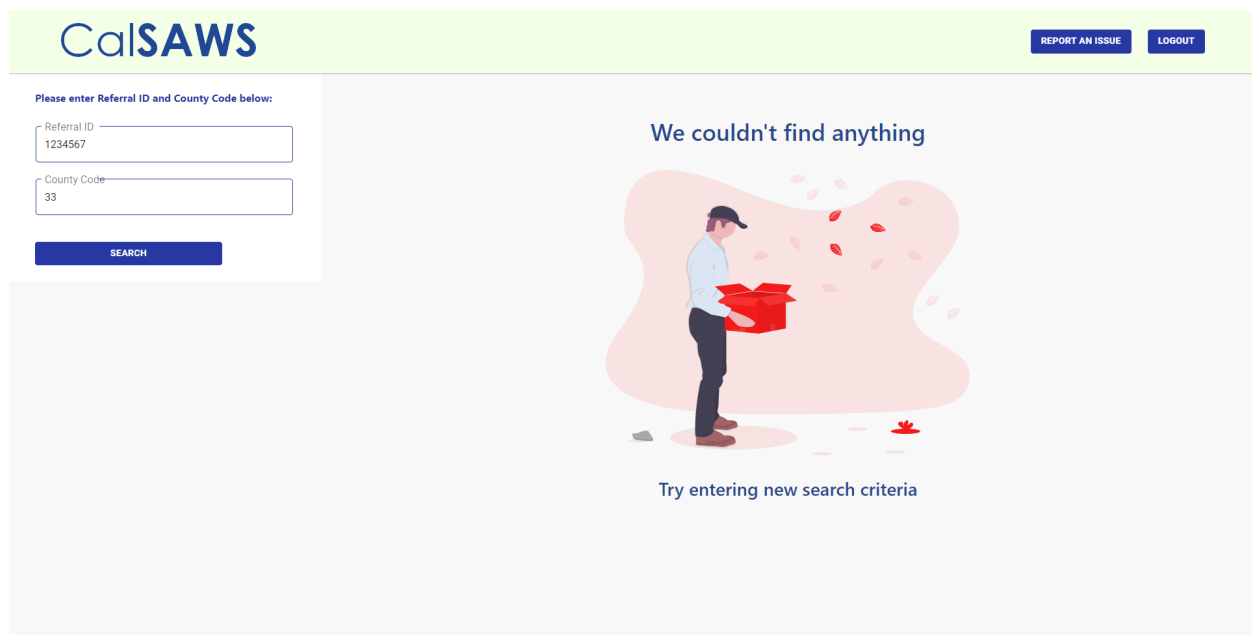 CalSAWS
REPORT AN ISSUE
LOGOUT
Please enter Referral ID and County Code below:
Referral ID
1234567
County Code
33
SEARCH
We couldn't find anything
Try entering new search criteria